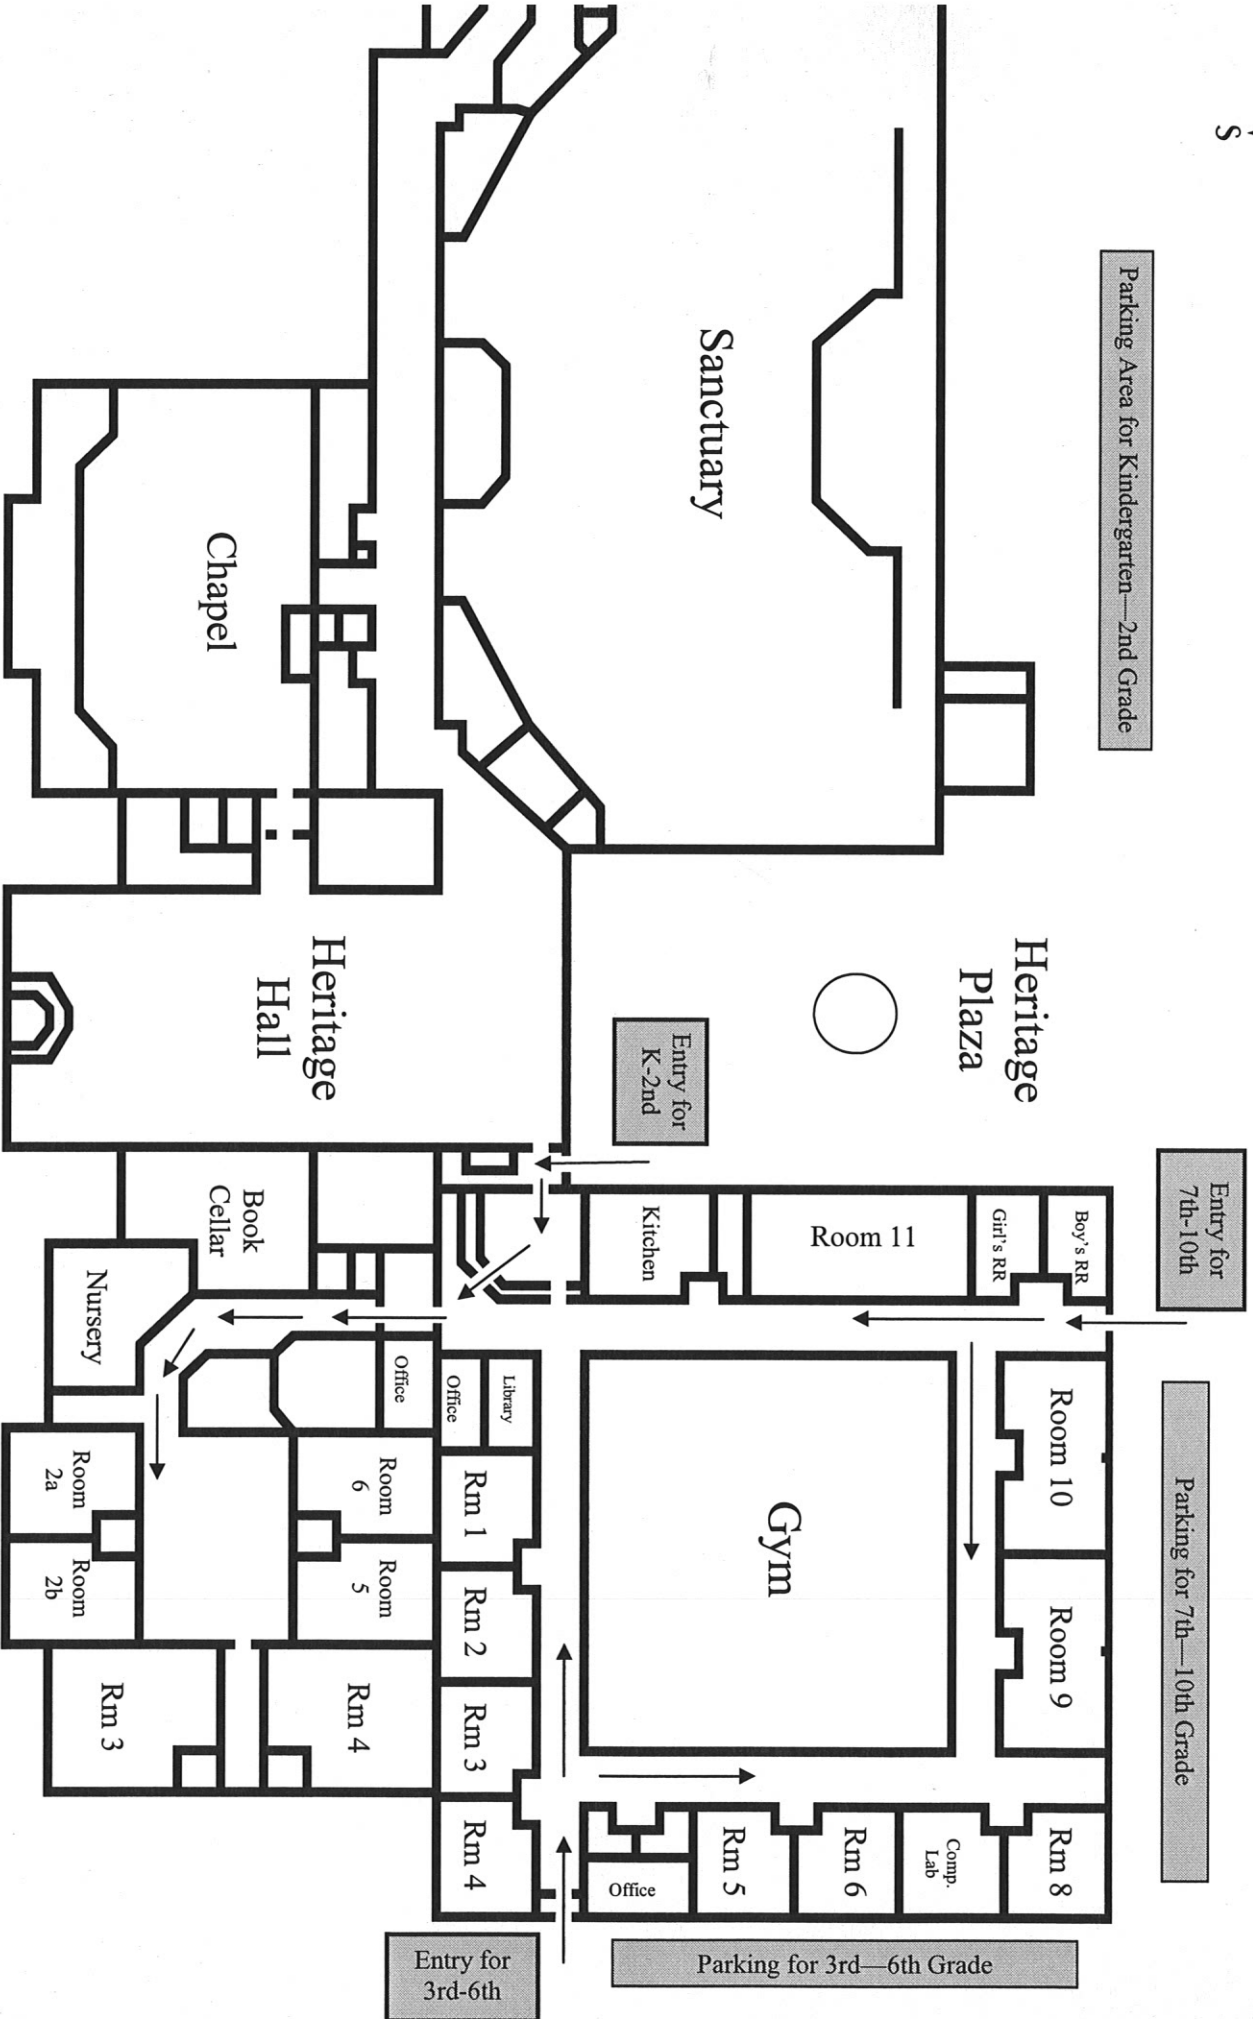 s
Parking Area for Kindergarten—2nd Grade
Sanctuary
Chapel
Heritage
Plaza
Heritage
Hall
Entry for
K-2nd
Entry for
7th-10th
Boy's RR
Girl's RR
Room 11
Kitchen
Book
Cellar
Nursery
Office
Office
Library
Parking for 7th—10th Grade
Room 10
Room 9
Gym
Room
2a
Room
2b
Room
6
Room
5
Rm 1
Rm 2
Rm 3
Rm 4
Rm 3
Rm 4
Office
Rm 5
Rm 6
Comp.
Lab
Rm 8
Entry for
3rd-6th
Parking for 3rd—6th Grade